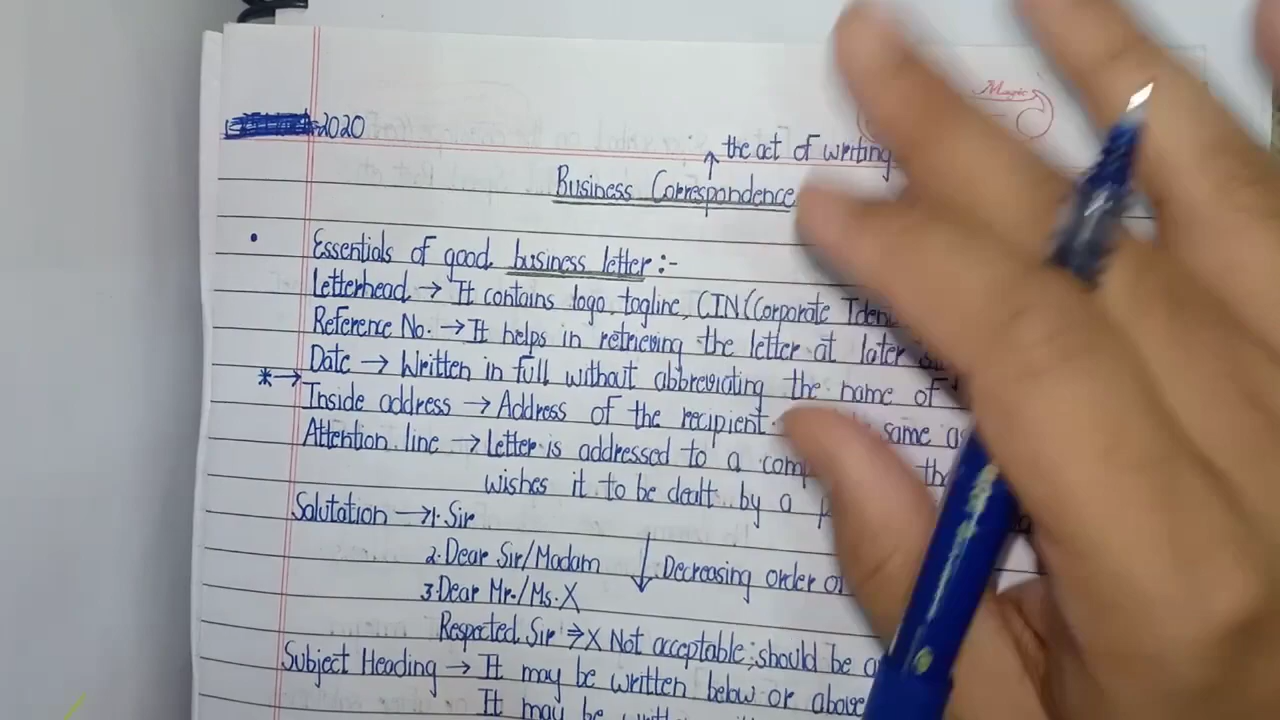 2020
Magic
the act of writing
Business Correspondence
Essentials of good business letter :-
Letterhead → It contains logo, tagline, CIN (Corporate
Reference No. → It helps in retrieving the letter at later
* → Date → Written in full without abbreviating the name of
Inside address → Address of the recipient. same as
Attention line → Letter is addressed to a
wishes it to be dealt by a
Salutation → 1. Sir
2. Dear Sir/Madam ↓ Decreasing order of
3. Dear Mr./Ms. X
Respected Sir ⇒ X Not acceptable; should be
Subject Heading → It may be written below or above
It may be